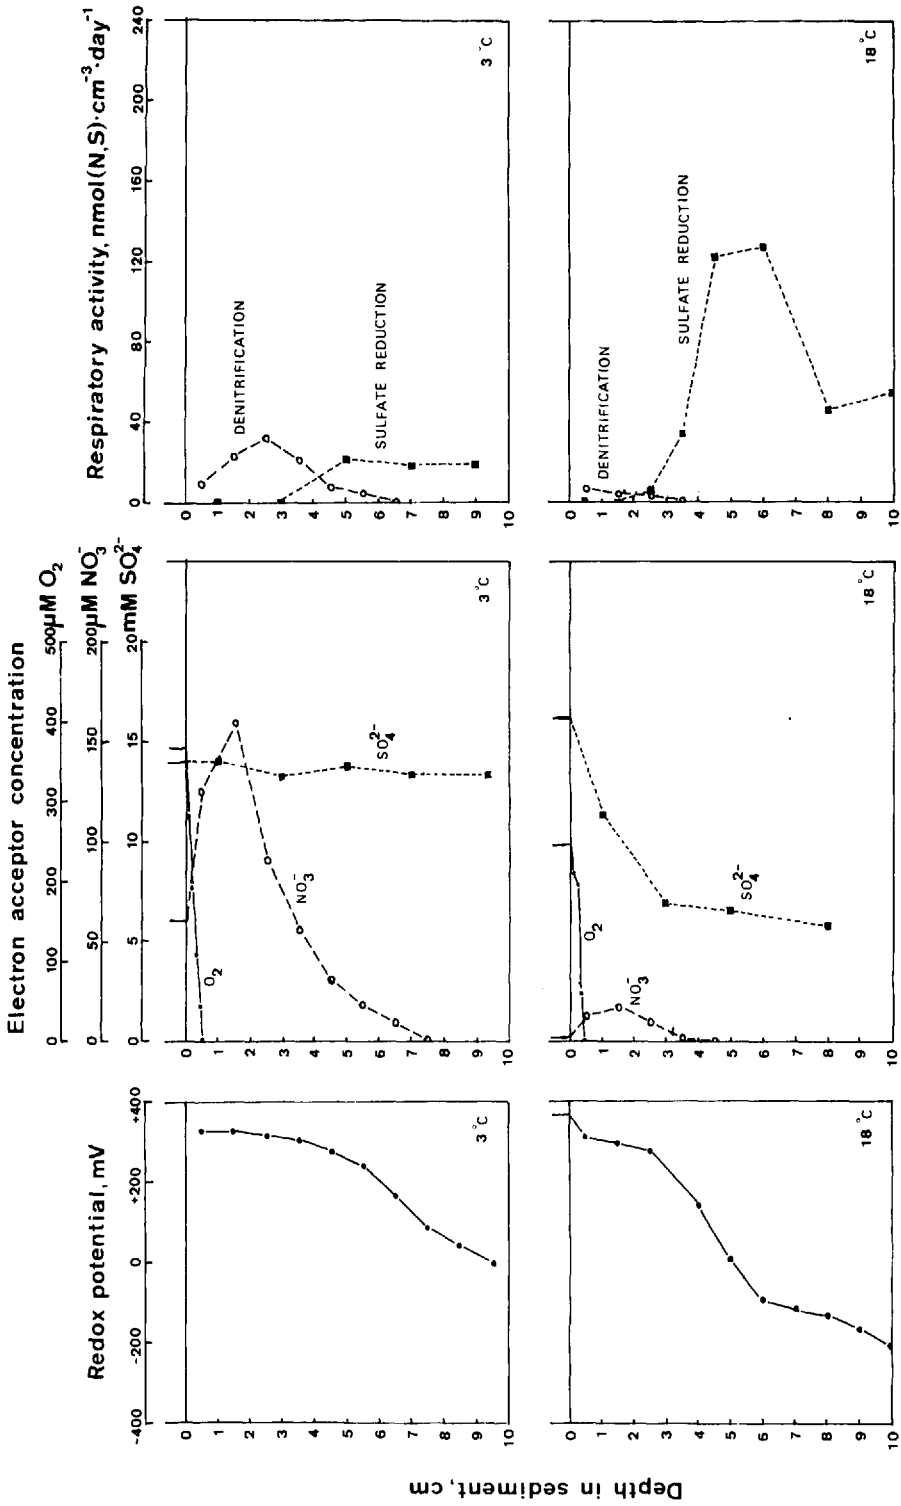 Redox potential, mV
-400 -200 0 +200 +400
Electron acceptor concentration
0 100 200 300 400 500µM O2
0 50 100 150 200µM NO3-
0 5 10 15 20mM SO4^2-
Respiratory activity, nmol(N,S)·cm^-3·day^-1
0 40 80 120 160 200 240
Depth in sediment, cm
0 1 2 3 4 5 6 7 8 9 10
3 °C
0 1 2 3 4 5 6 7 8 9 10
O2
NO3-
SO4^2-
3 °C
0 1 2 3 4 5 6 7 8 9 10
DENITRIFICATION
SULFATE REDUCTION
3 °C
0 1 2 3 4 5 6 7 8 9 10
18 °C
0 1 2 3 4 5 6 7 8 9 10
O2
NO3-
SO4^2-
18 °C
0 1 2 3 4 5 6 7 8 9 10
DENITRIFICATION
SULFATE REDUCTION
18 °C